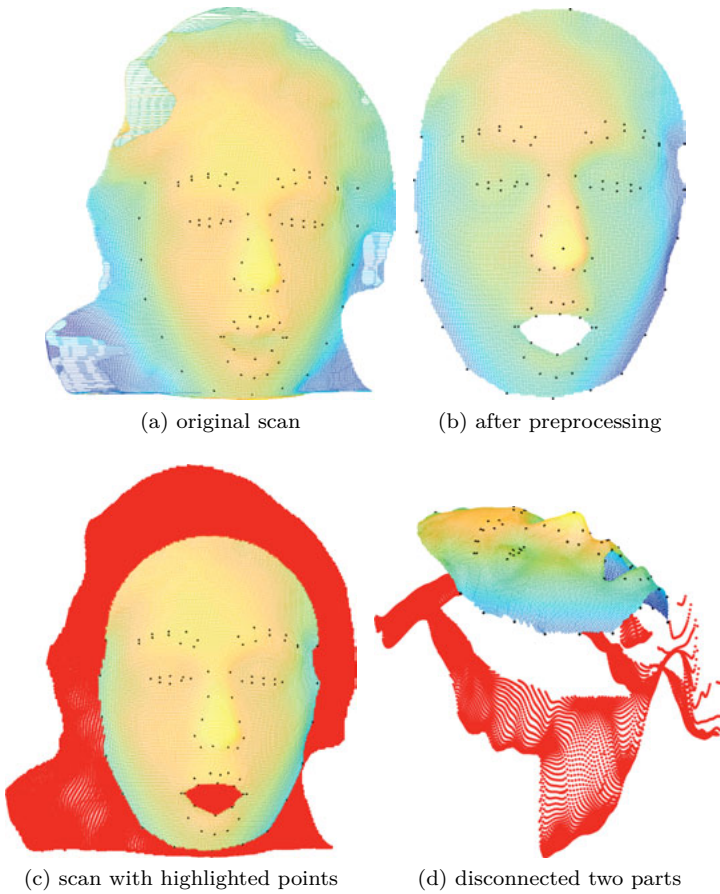 (a) original scan
(b) after preprocessing
(c) scan with highlighted points
(d) disconnected two parts